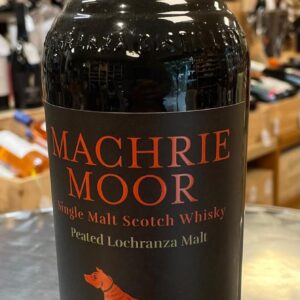 MACHRIE
MOOR
Single Malt Scotch Whisky
Peated Lochranza Malt